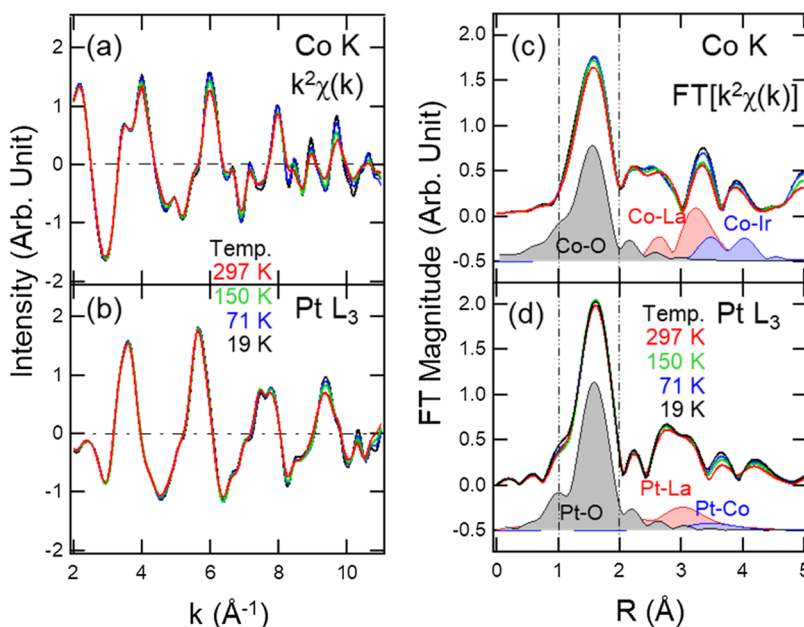 (a) Co K
k²χ(k)
2
1
0
-1
-2
Temp.
297 K
150 K
71 K
19 K
(b) Pt L₃
2
1
0
-1
-2
2 4 6 8 10
k (Å⁻¹)
Intensity (Arb. Unit)
(c) Co K
FT[k²χ(k)]
2.0
1.5
1.0
0.5
0.0
-0.5
Co-O
Co-La
Co-Ir
(d) Pt L₃
Temp.
297 K
150 K
71 K
19 K
2.0
1.5
1.0
0.5
0.0
-0.5
Pt-O
Pt-La
Pt-Co
0 1 2 3 4 5
R (Å)
FT Magnitude (Arb. Unit)